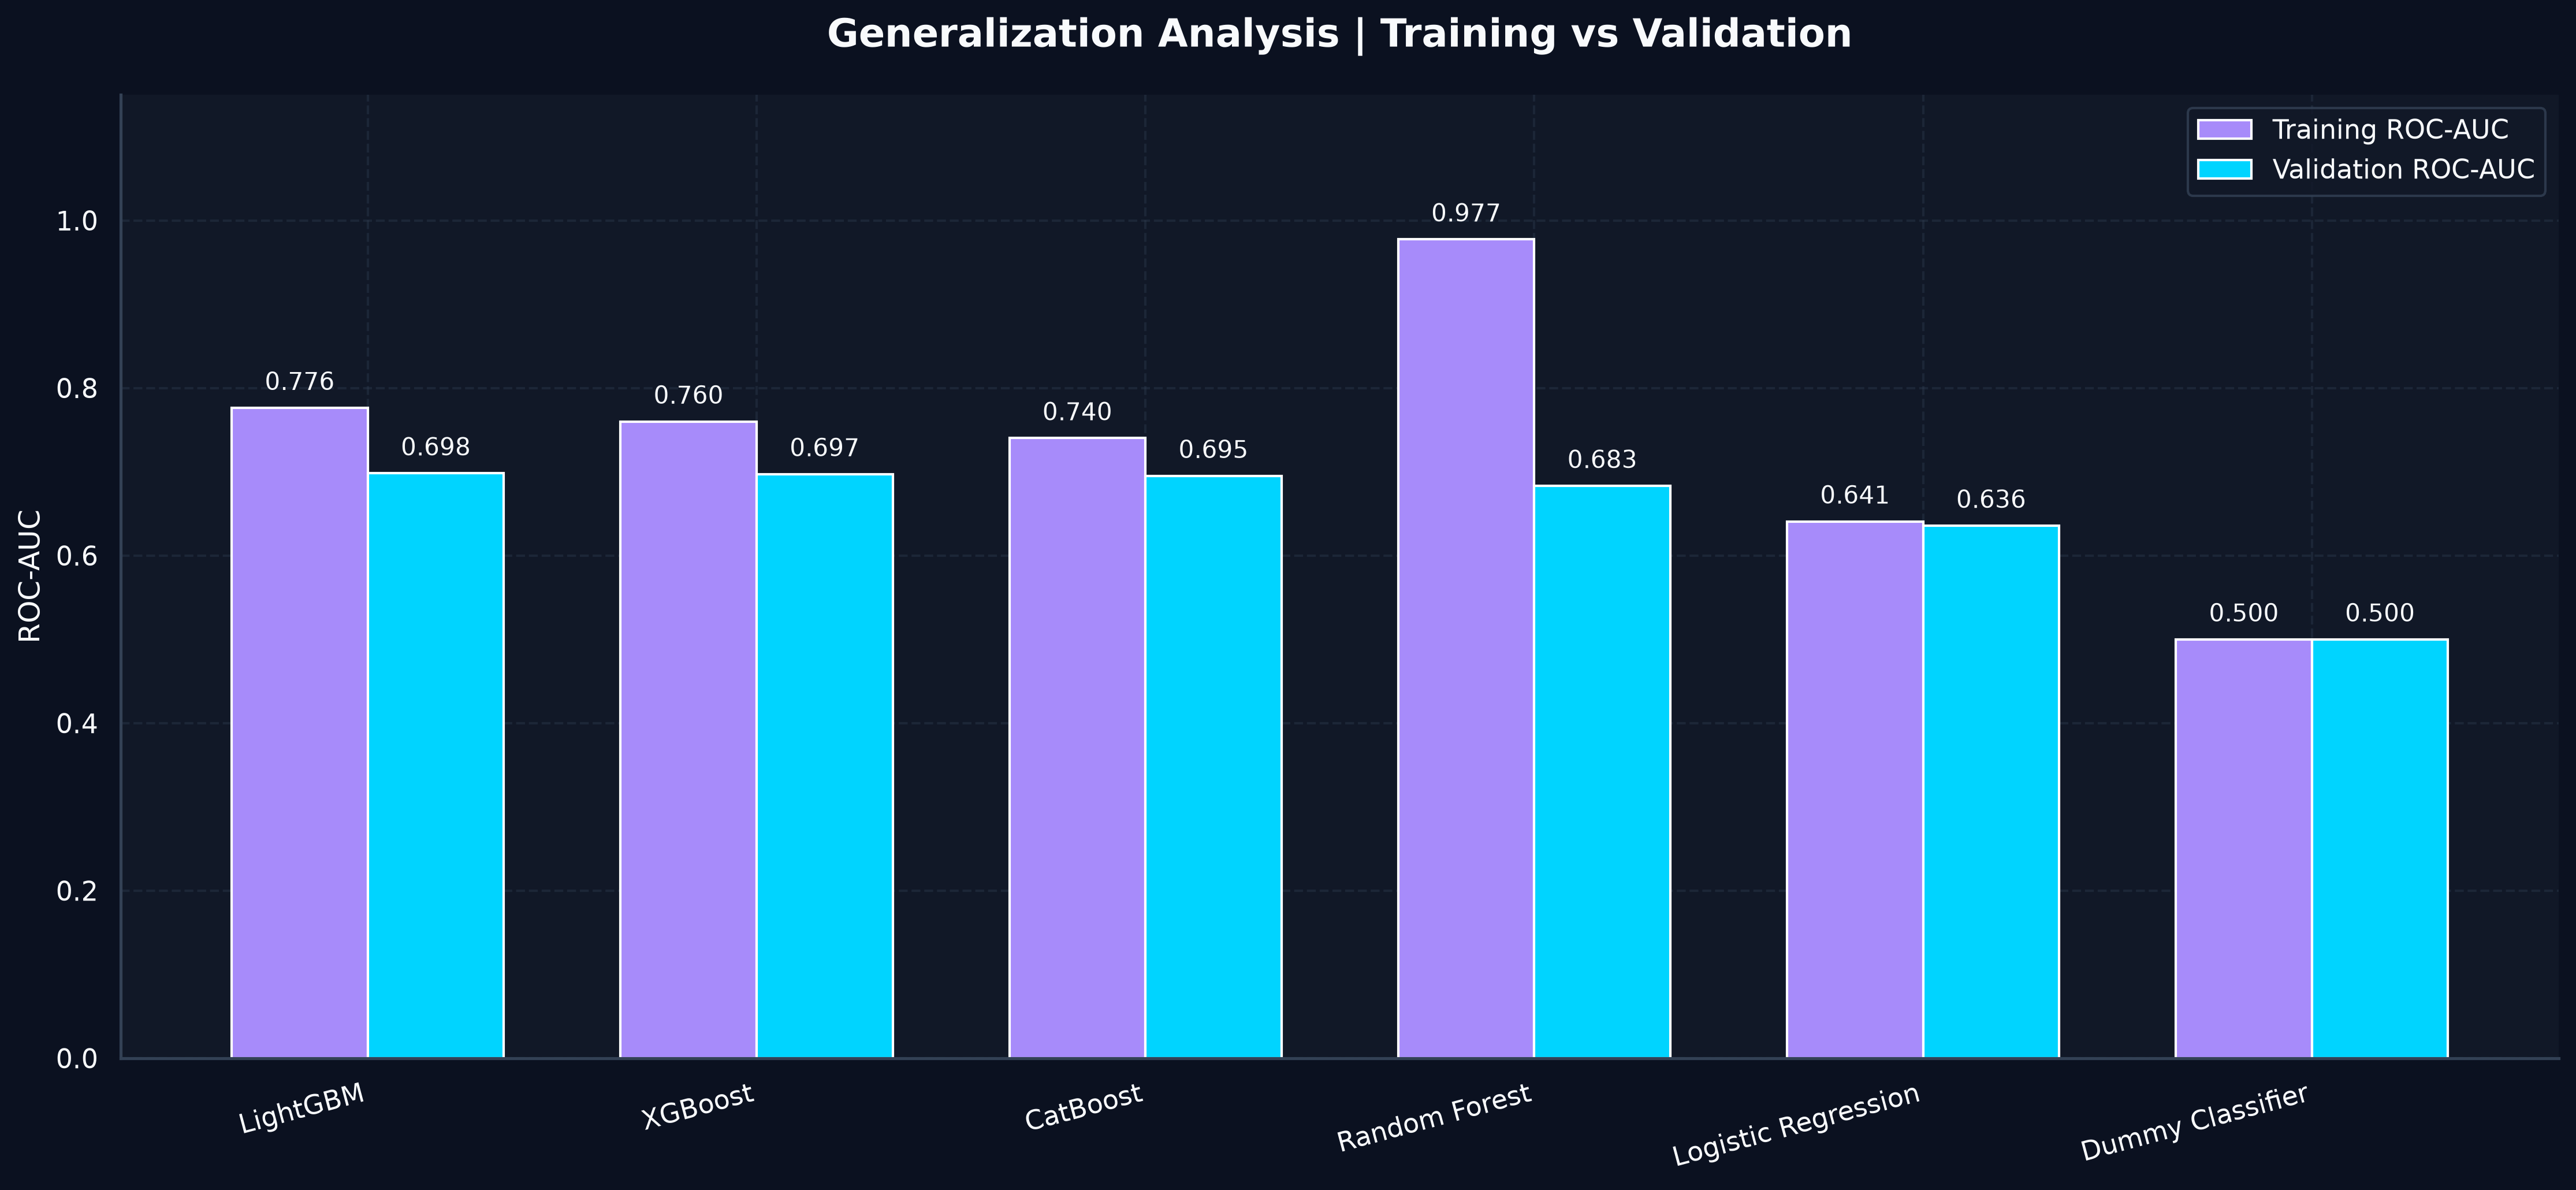 Generalization Analysis | Training vs Validation
Training ROC-AUC
Validation ROC-AUC
ROC-AUC
1.0
0.8
0.6
0.4
0.2
0.0
0.776
0.698
0.760
0.697
0.740
0.695
0.977
0.683
0.641
0.636
0.500
0.500
LightGBM
XGBoost
CatBoost
Random Forest
Logistic Regression
Dummy Classifier